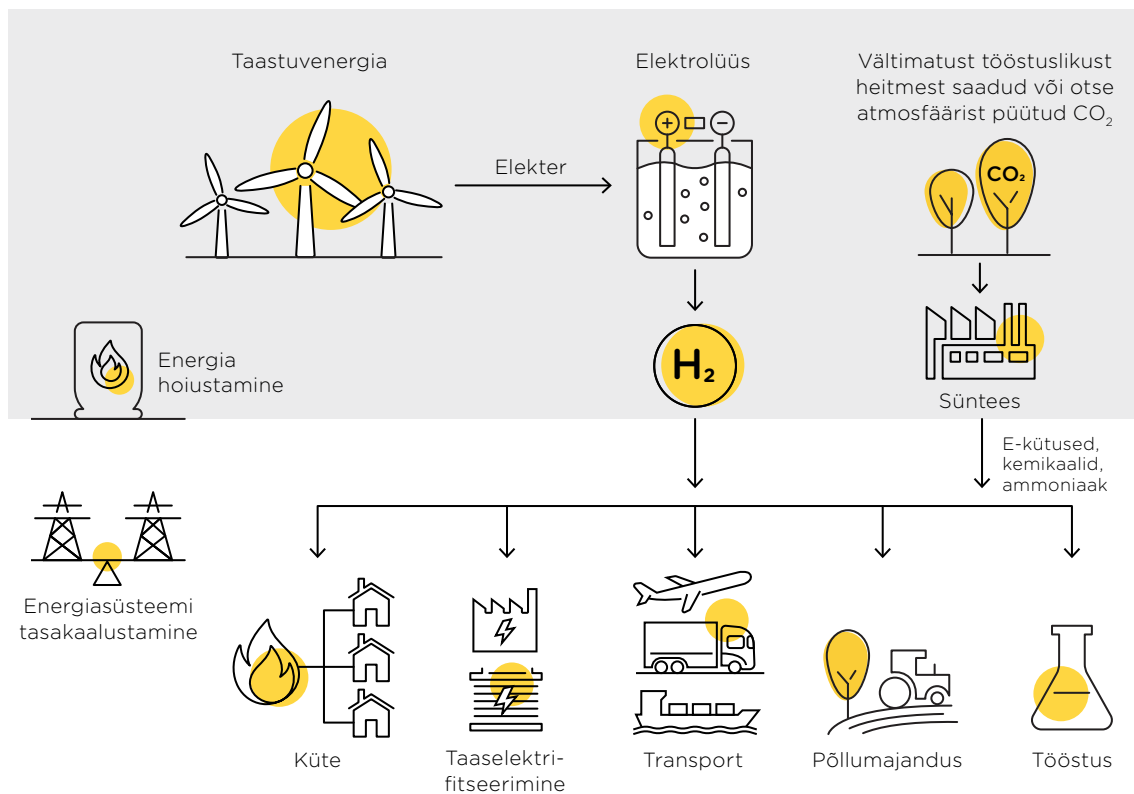 Taastuvenergia
Elektrolüüs
Vältimatust tööstuslikust
heitmest saadud või otse
atmosfäärist püütud CO₂
Elekter
CO₂
Energia
hoiustamine
H₂
Süntees
E-kütused,
kemikaalid,
ammoniaak
Energiasüsteemi
tasakaalustamine
Küte
Taaselektri-
fitseerimine
Transport
Põllumajandus
Tööstus